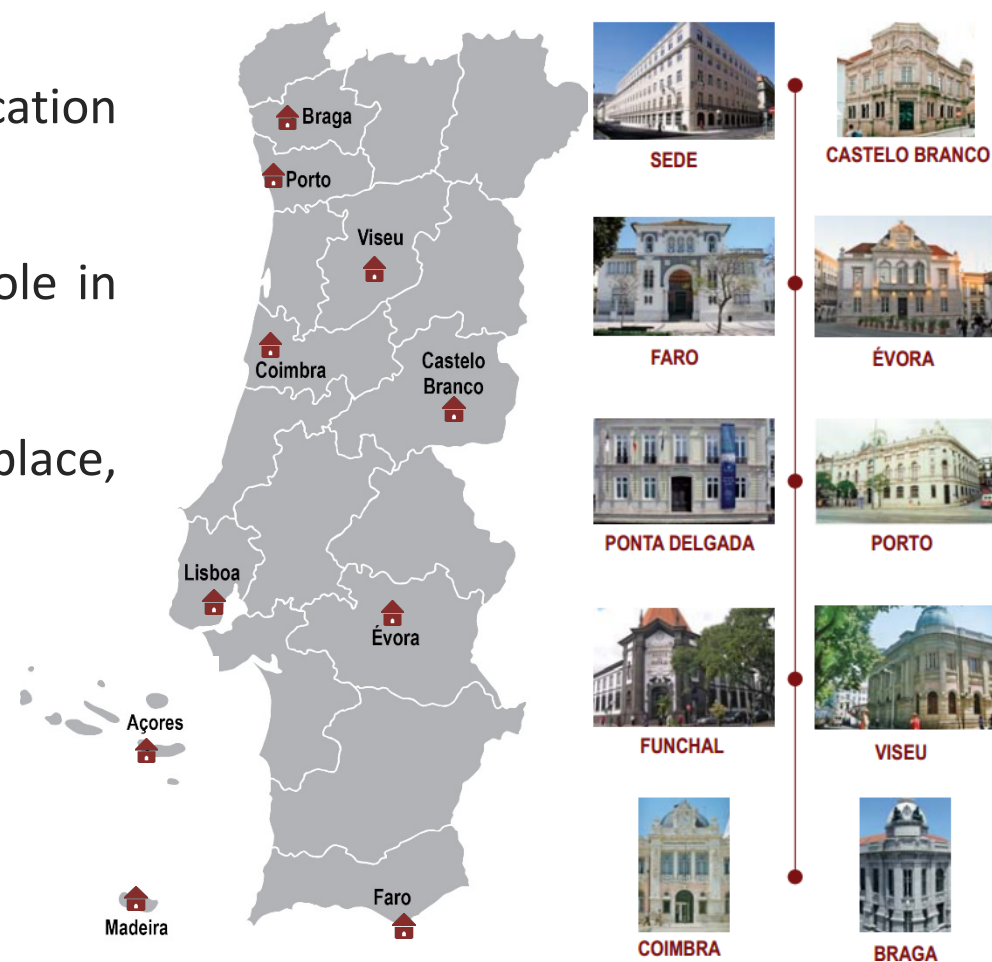 cation
ole in
place,
Braga
Porto
Viseu
Coimbra
Castelo
Branco
Lisboa
Évora
Açores
Madeira
Faro
SEDE
CASTELO BRANCO
FARO
ÉVORA
PONTA DELGADA
PORTO
FUNCHAL
VISEU
COIMBRA
BRAGA